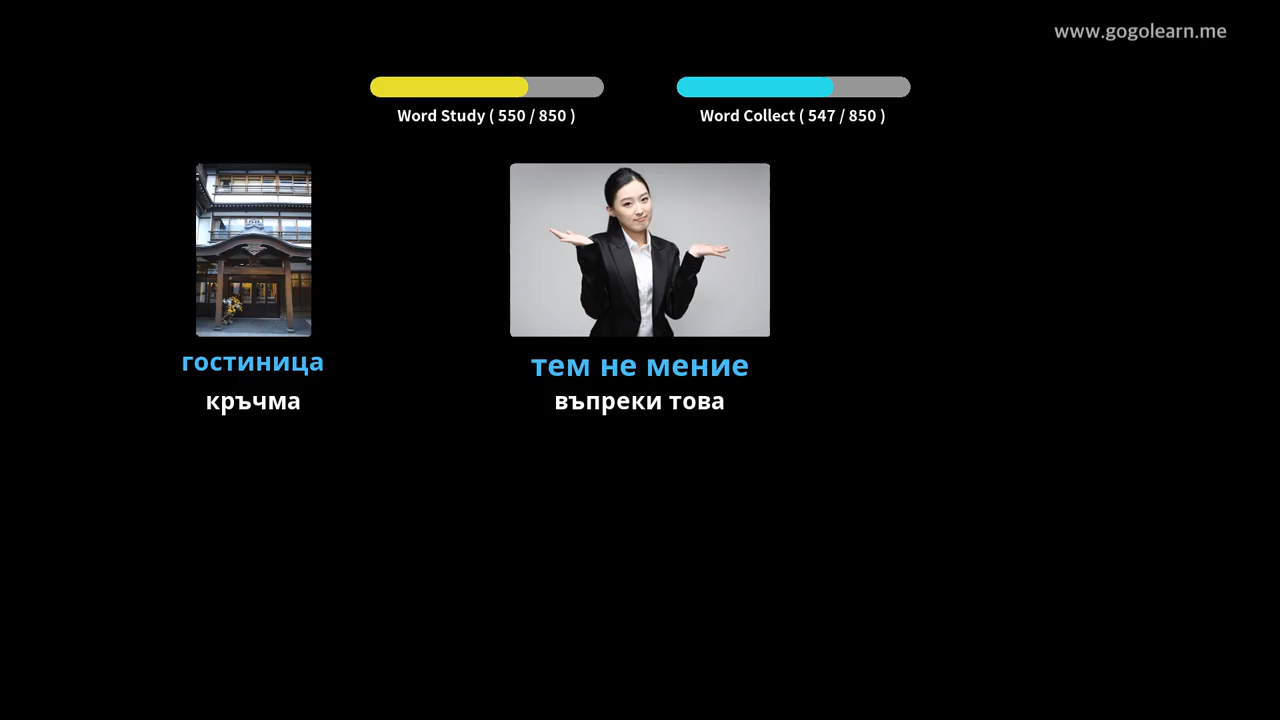 www.gogolearn.me
Word Study ( 550 / 850 )
Word Collect ( 547 / 850 )
гостиница
кръчма
тем не мение
въпреки това